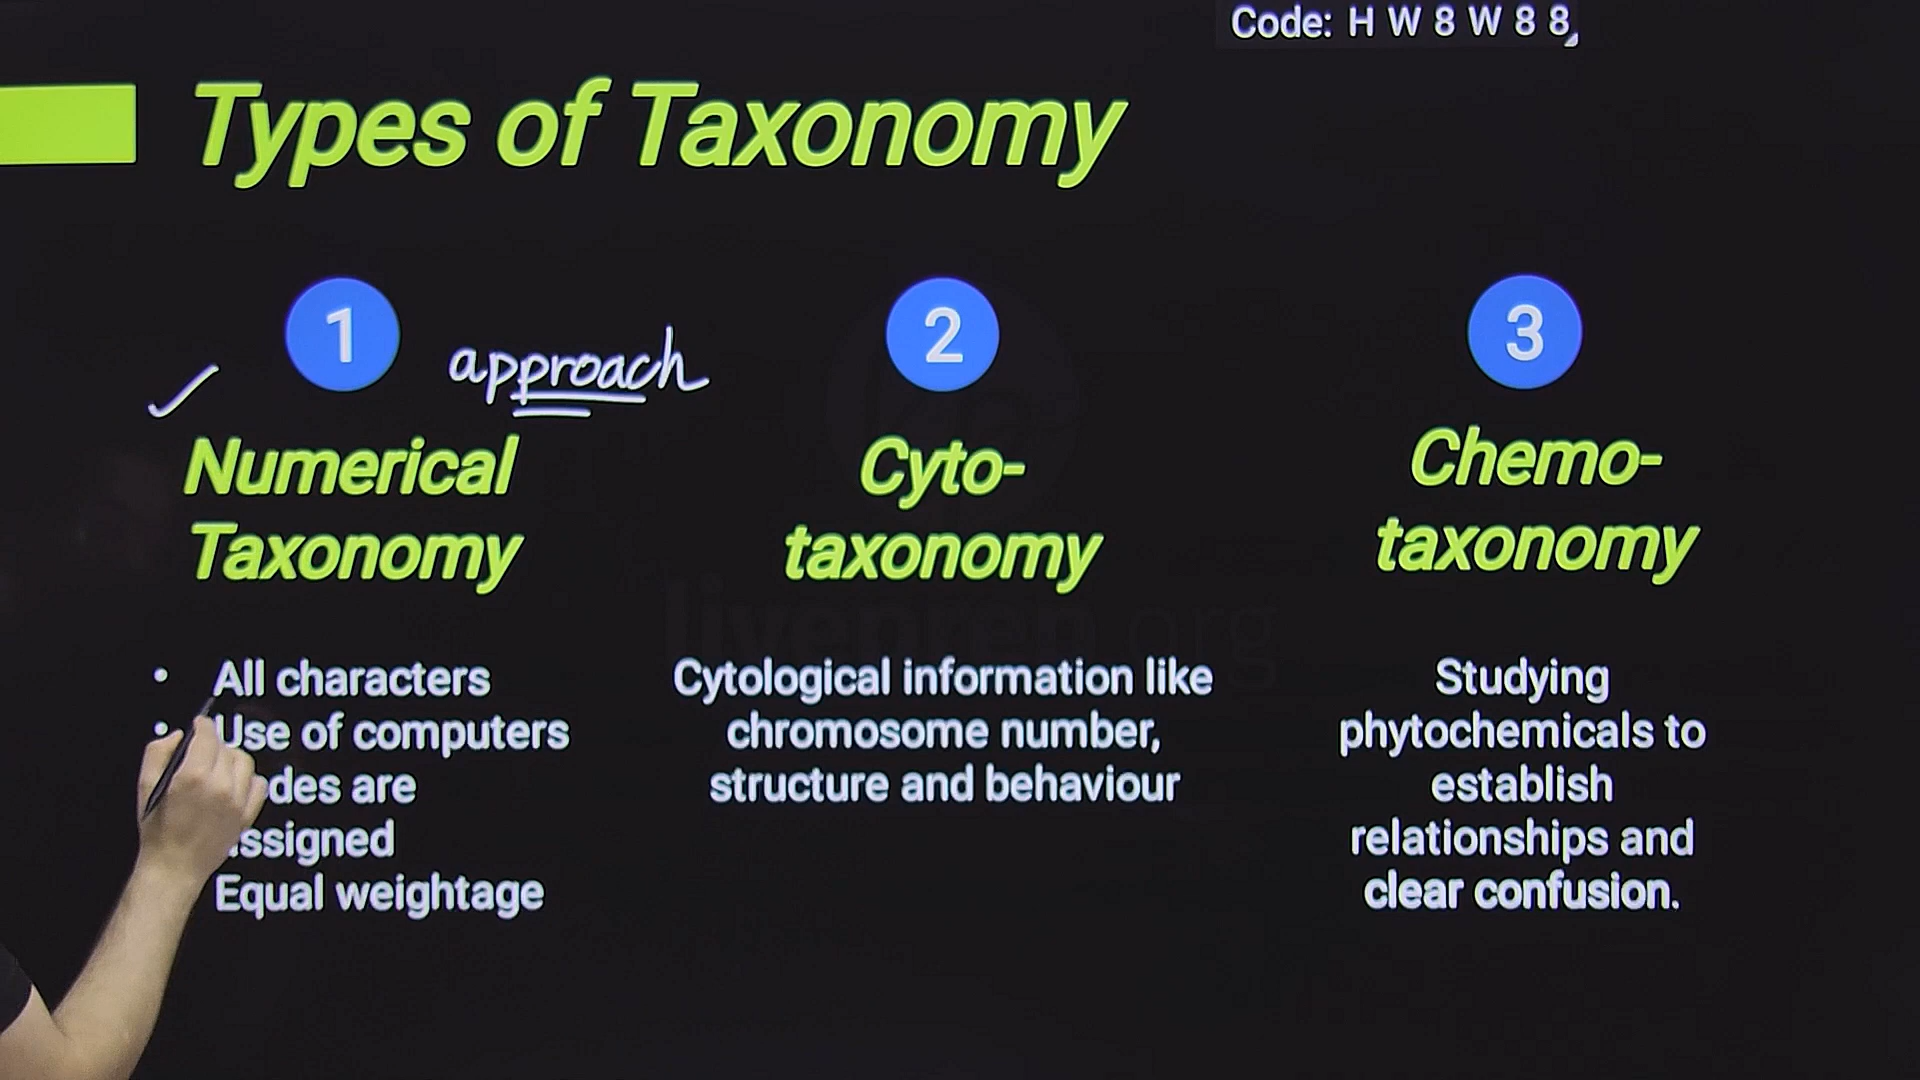 Code: H W 8 W 8 8
Types of Taxonomy
1
approach
Numerical
Taxonomy
All characters
Use of computers
are
Equal weightage
2
Cyto-
taxonomy
Cytological information like
chromosome number,
structure and behaviour
3
Chemo-
taxonomy
Studying
phytochemicals to
establish
relationships and
clear confusion.